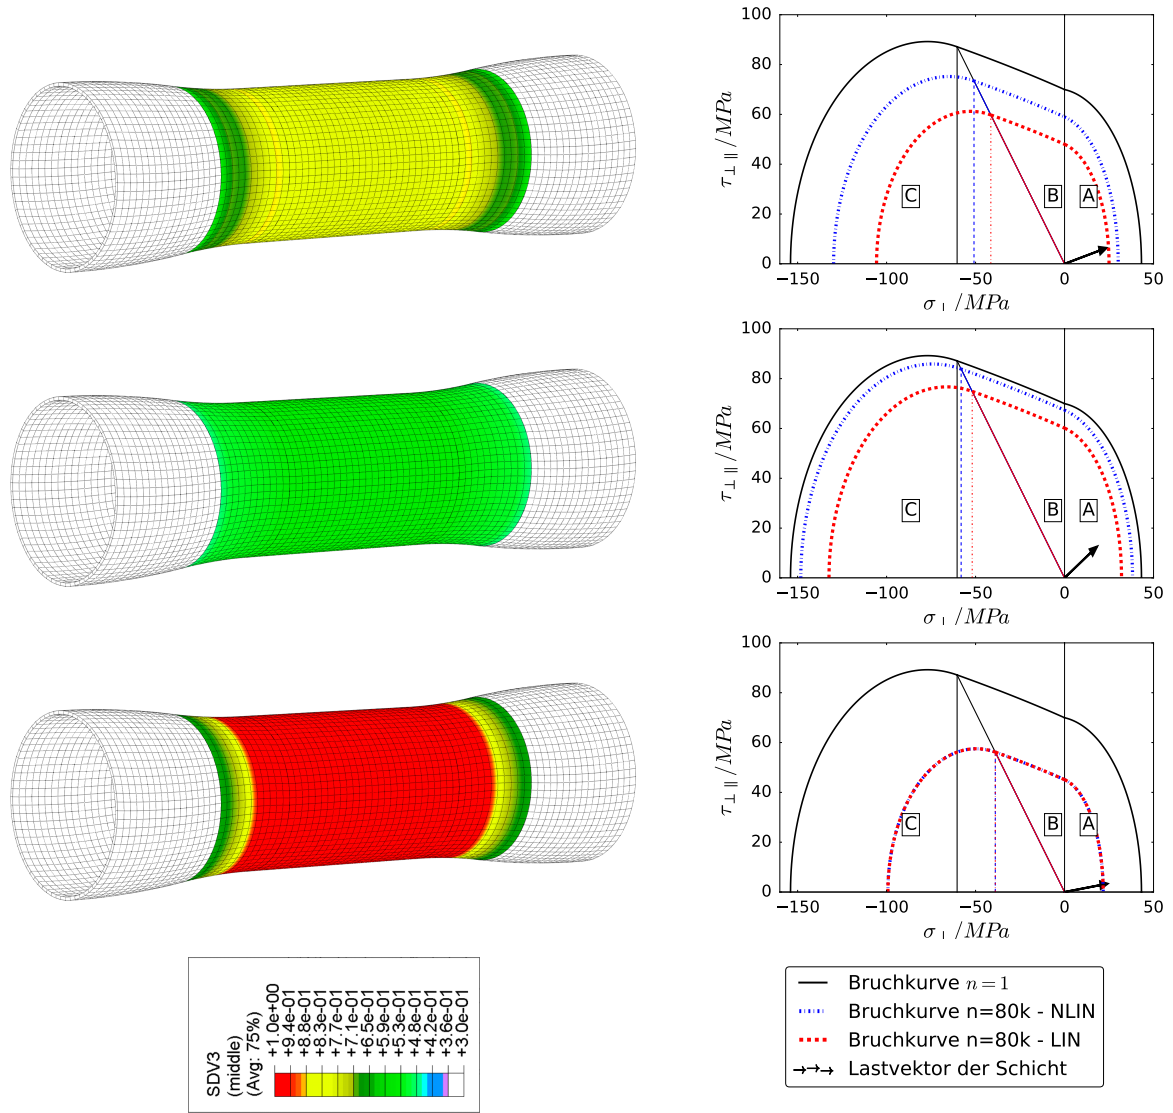 100
80
60
40
20
0
τ⊥∥/MPa
C
B
A
−150
−100
−50
0
50
σ⊥/MPa
100
80
60
40
20
0
τ⊥∥/MPa
C
B
A
−150
−100
−50
0
50
σ⊥/MPa
100
80
60
40
20
0
τ⊥∥/MPa
C
B
A
−150
−100
−50
0
50
σ⊥/MPa
SDV3
(middle)
(Avg: 75%)
+1.0e+00
+9.4e-01
+8.8e-01
+8.3e-01
+7.7e-01
+7.1e-01
+6.5e-01
+5.9e-01
+5.3e-01
+4.8e-01
+4.2e-01
+3.6e-01
+3.0e-01
Bruchkurve n = 1
Bruchkurve n=80k - NLIN
Bruchkurve n=80k - LIN
Lastvektor der Schicht